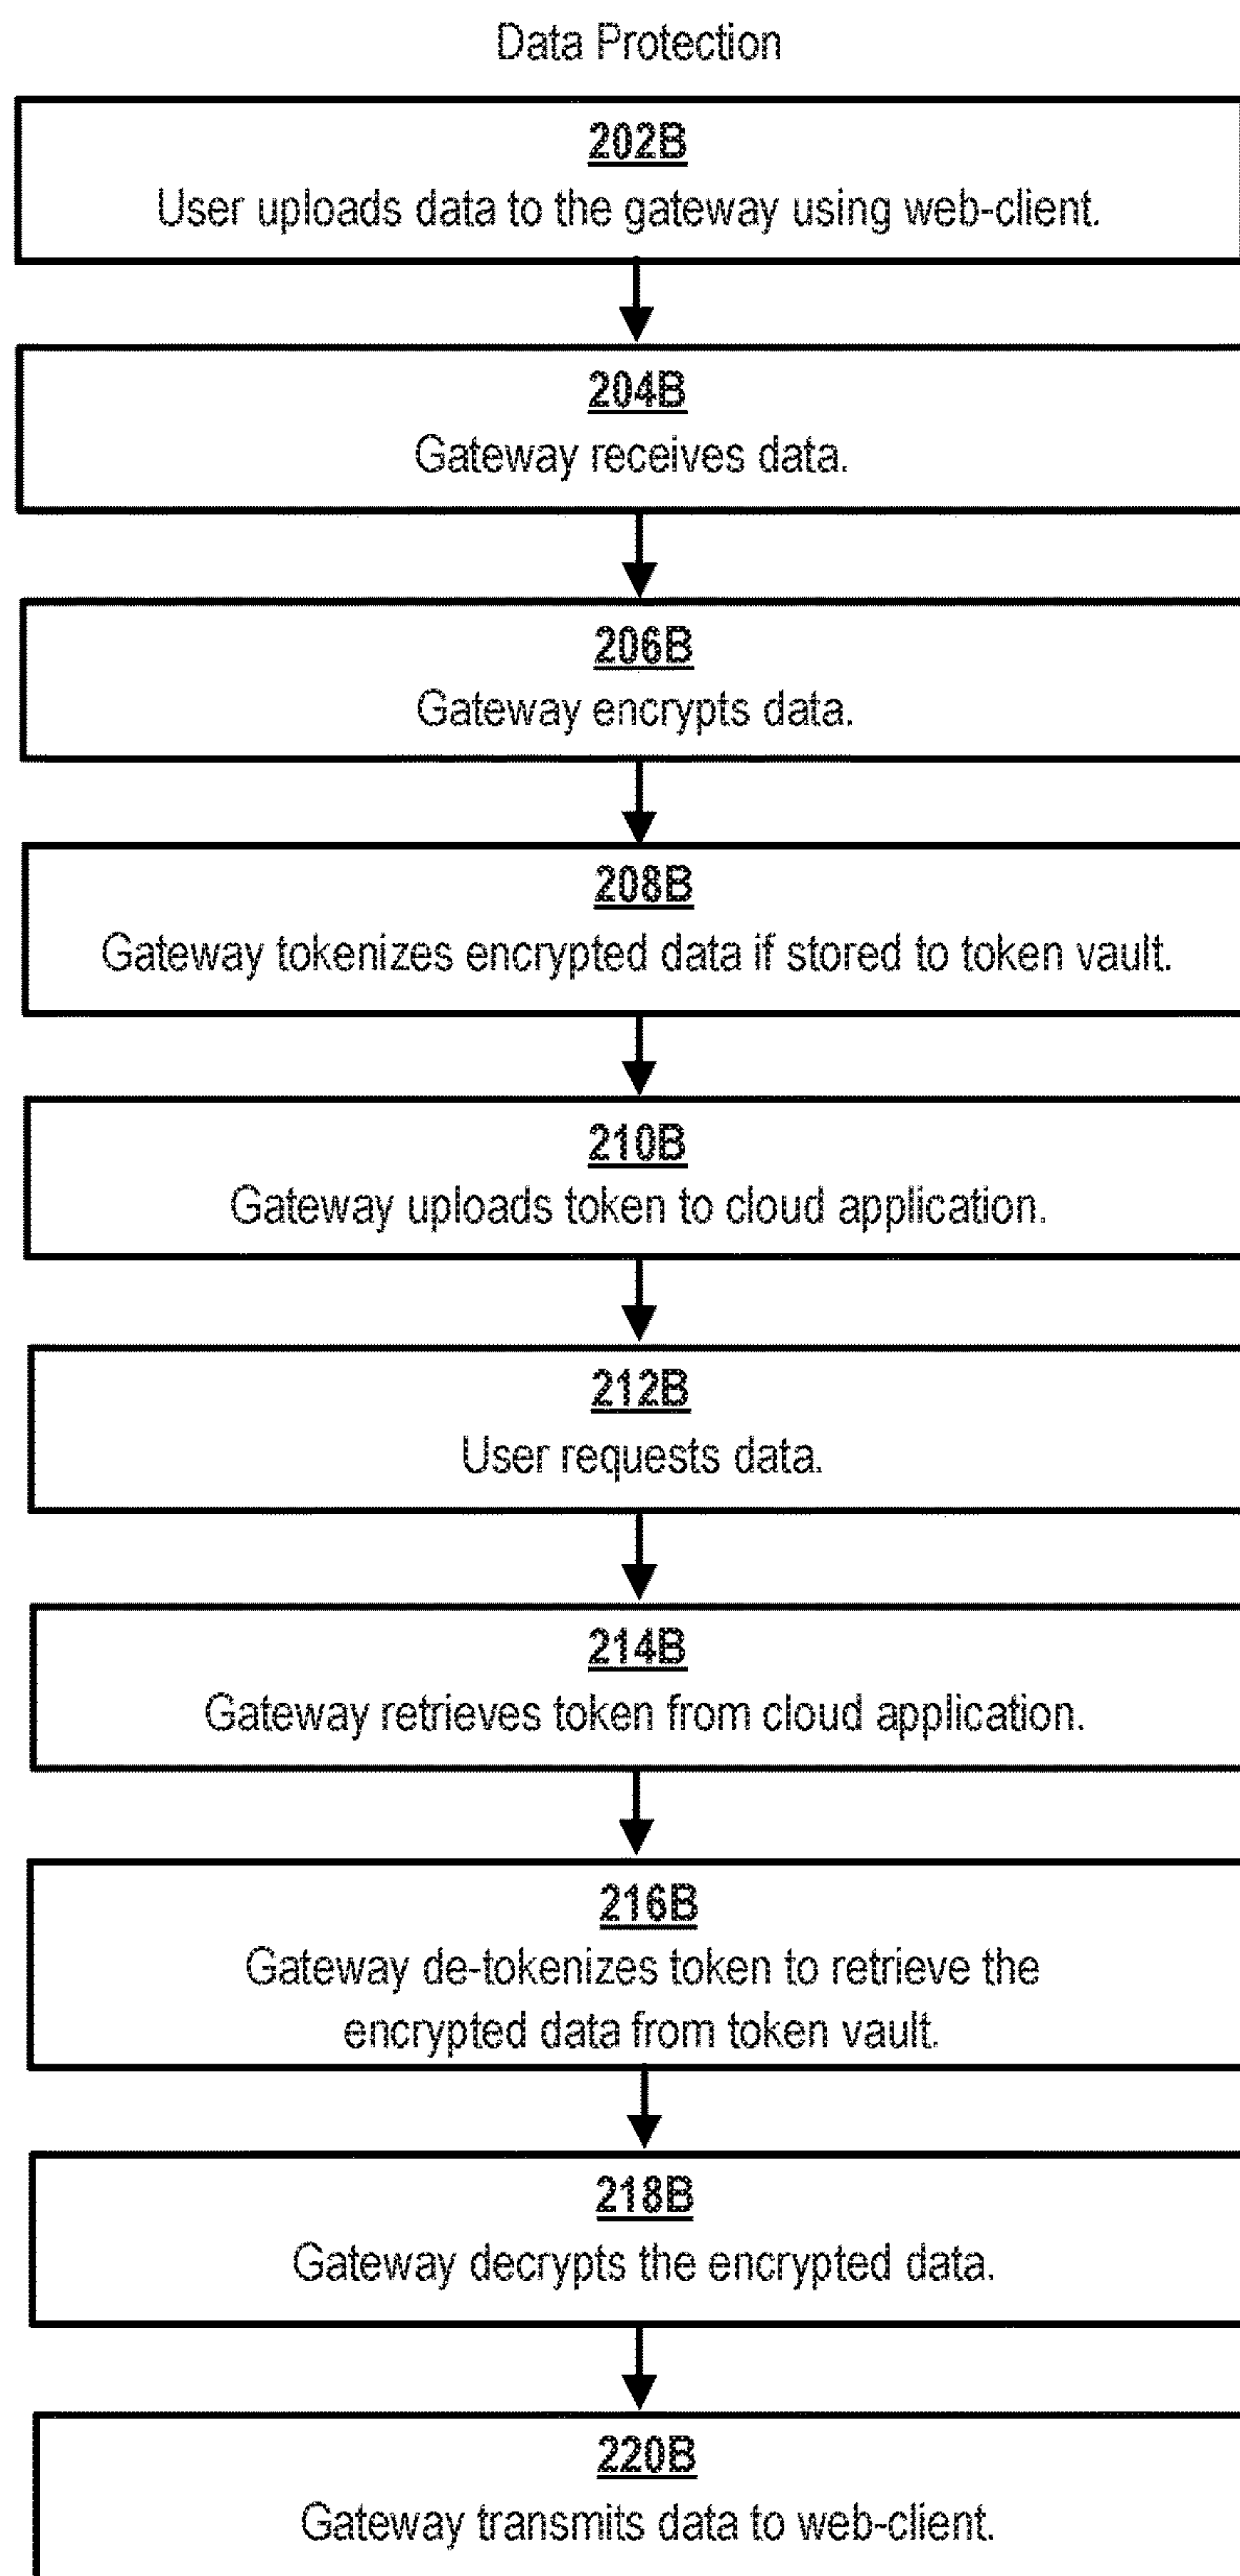 Data Protection
202B
User uploads data to the gateway using web-client.
204B
Gateway receives data.
206B
Gateway encrypts data.
208B
Gateway tokenizes encrypted data if stored to token vault.
210B
Gateway uploads token to cloud application.
212B
User requests data.
214B
Gateway retrieves token from cloud application.
216B
Gateway de-tokenizes token to retrieve the
encrypted data from token vault.
218B
Gateway decrypts the encrypted data.
220B
Gateway transmits data to web-client.